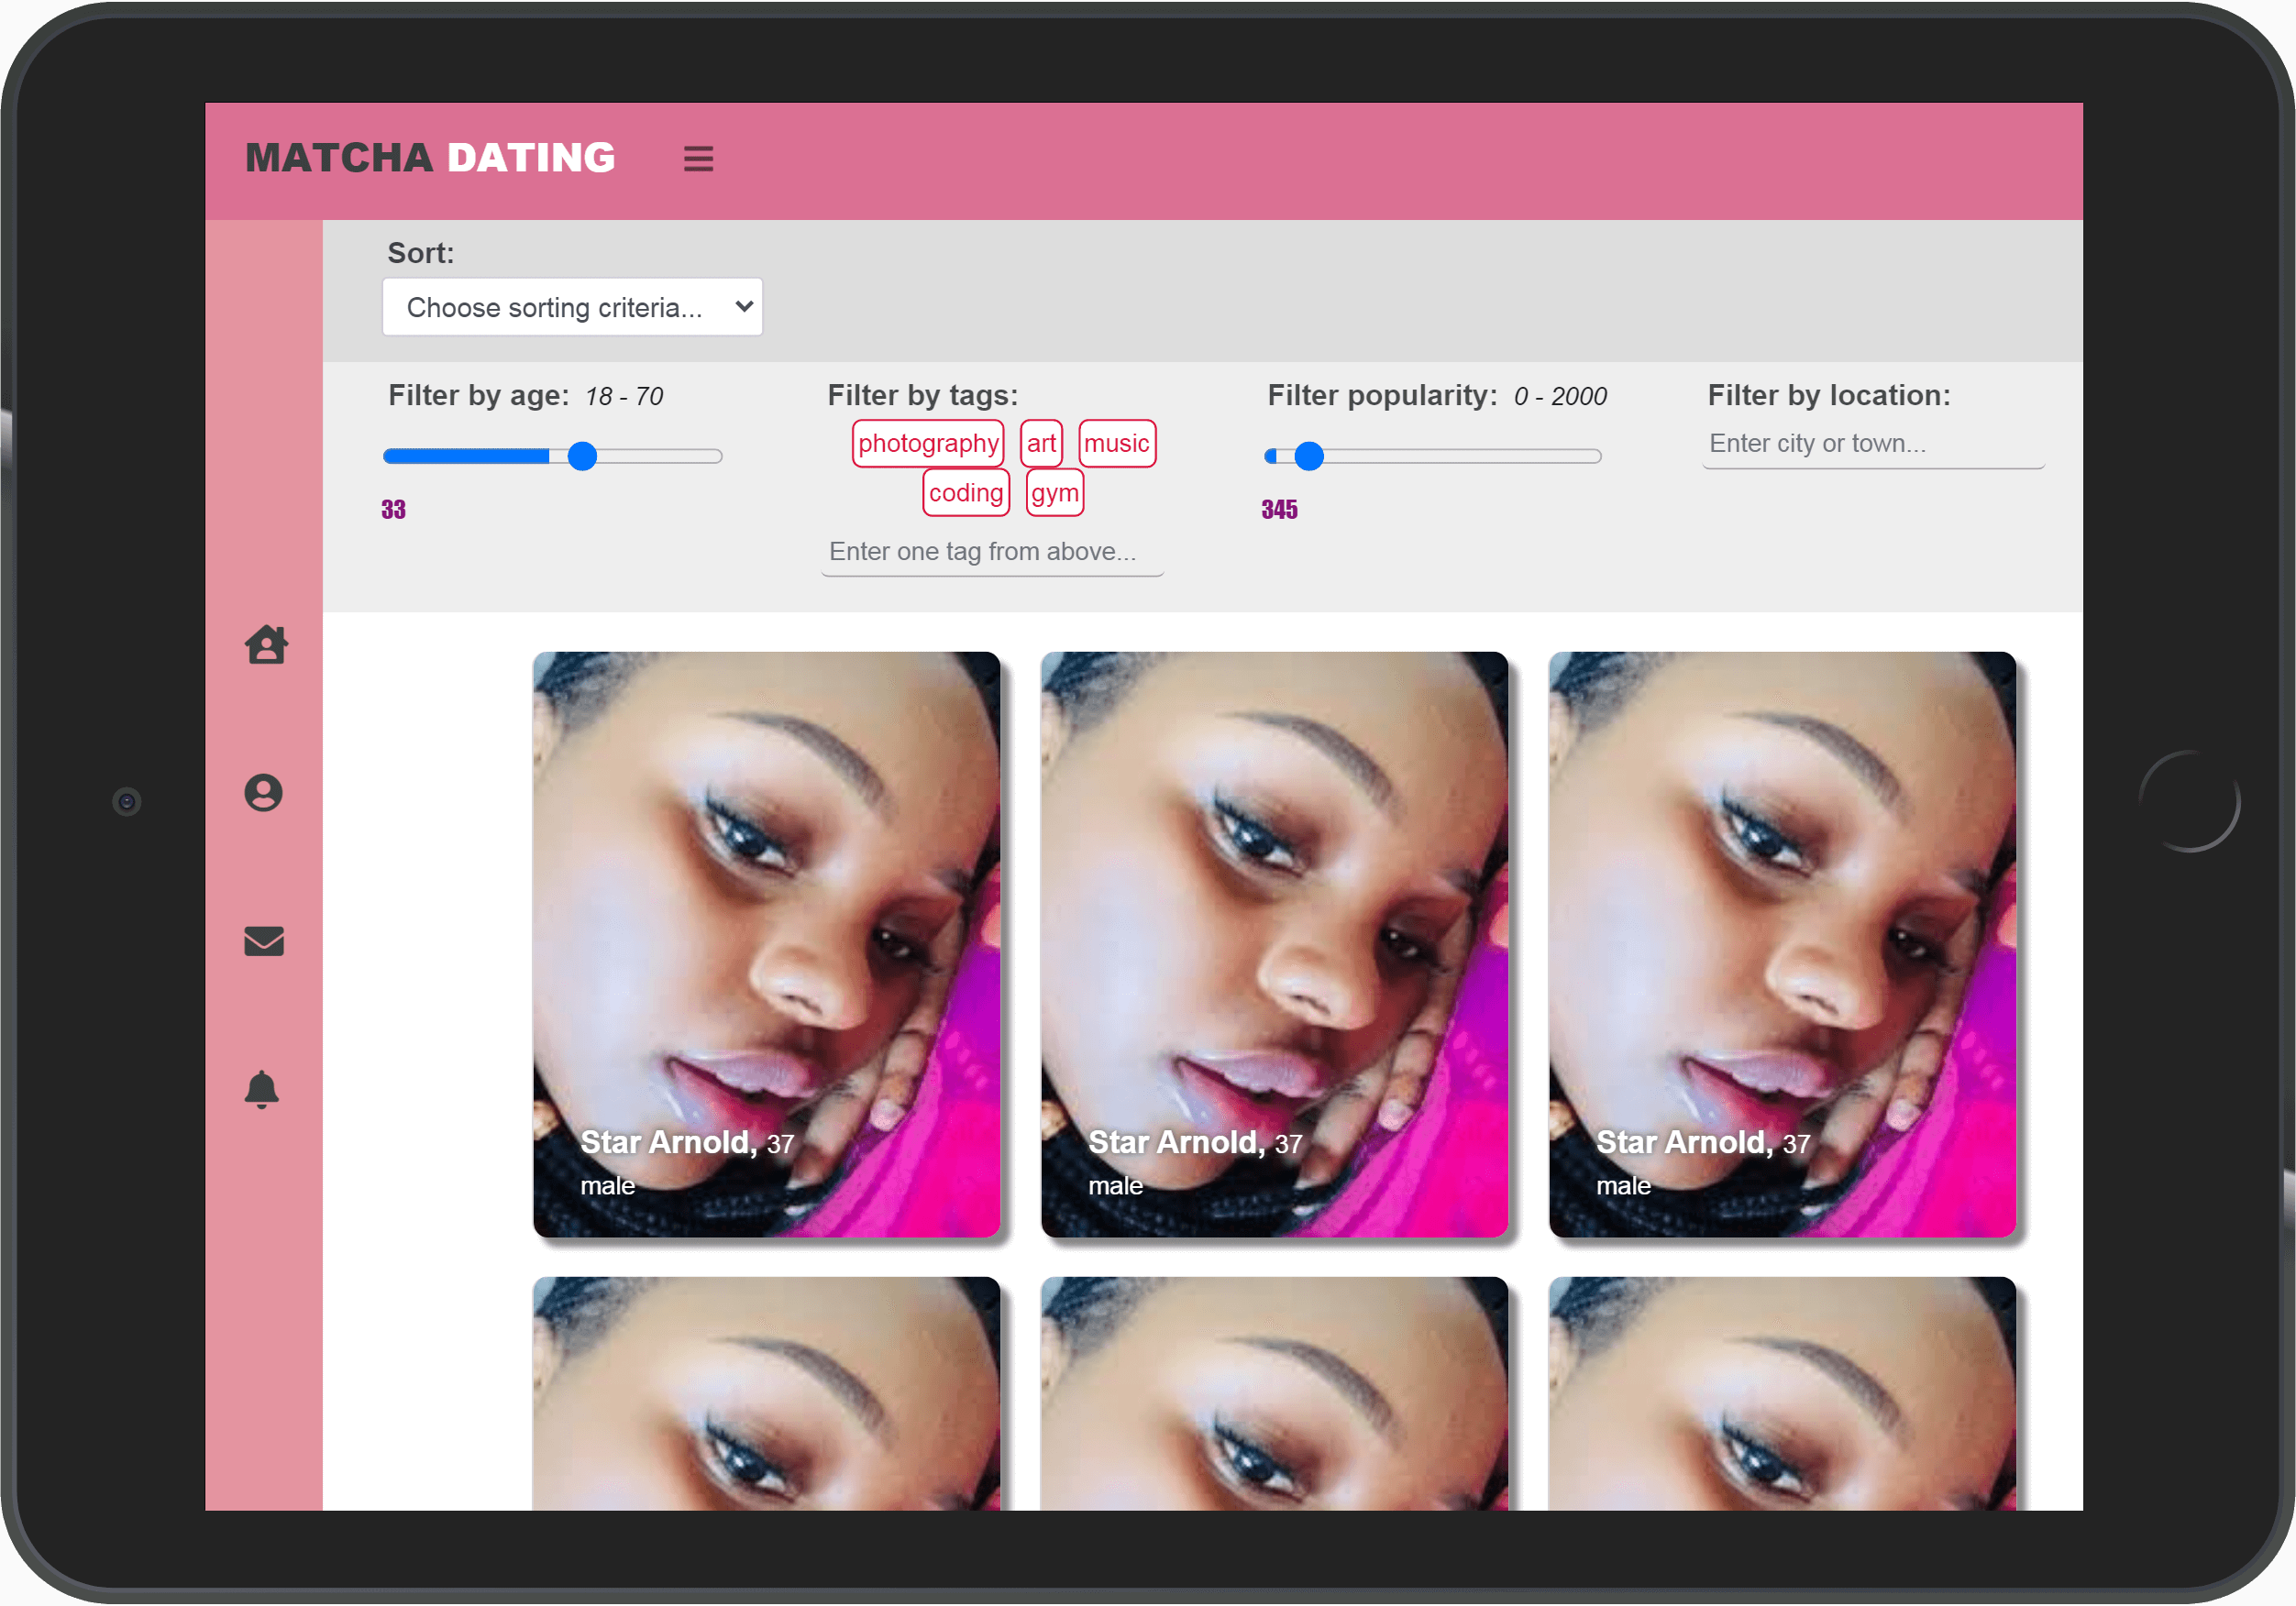 MATCHA DATING
Sort:
Choose sorting criteria...
Filter by age: 18 - 70
33
Filter by tags:
photography art music
coding gym
Enter one tag from above...
Filter popularity: 0 - 2000
345
Filter by location:
Enter city or town...
Star Arnold, 37
male
Star Arnold, 37
male
Star Arnold, 37
male